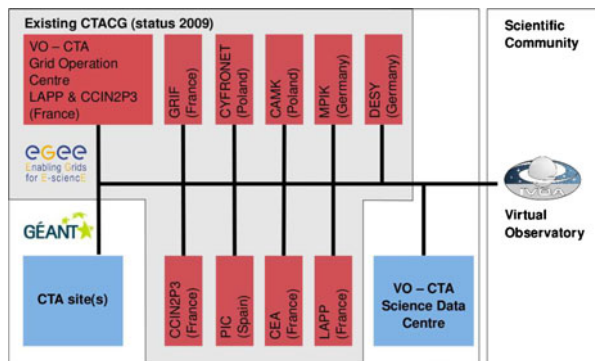 Existing CTACG (status 2009)
VO – CTA
Grid Operation
Centre
LAPP & CCIN2P3
(France)
GRIF
(France)
CYFRONET
(Poland)
CAMK
(Poland)
MPIK
(Germany)
DESY
(Germany)
Scientific
Community
eGee
Enabling Grids
for E-sciencE
IVOA
Virtual
Observatory
GÉANT
CTA site(s)
CCIN2P3
(France)
PIC
(Spain)
CEA
(France)
LAPP
(France)
VO – CTA
Science Data
Centre